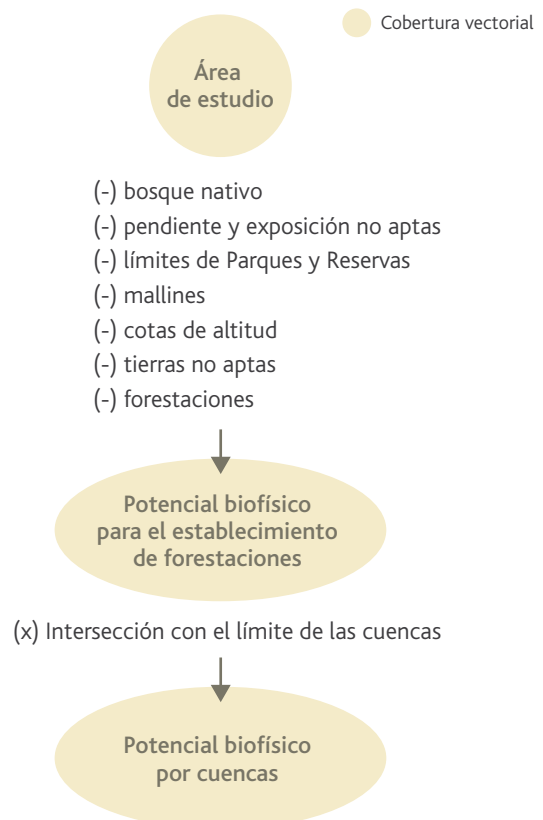 Cobertura vectorial
Área
de estudio
(-) bosque nativo
(-) pendiente y exposición no aptas
(-) límites de Parques y Reservas
(-) mallines
(-) cotas de altitud
(-) tierras no aptas
(-) forestaciones
Potencial biofísico
para el establecimiento
de forestaciones
(x) Intersección con el límite de las cuencas
Potencial biofísico
por cuencas